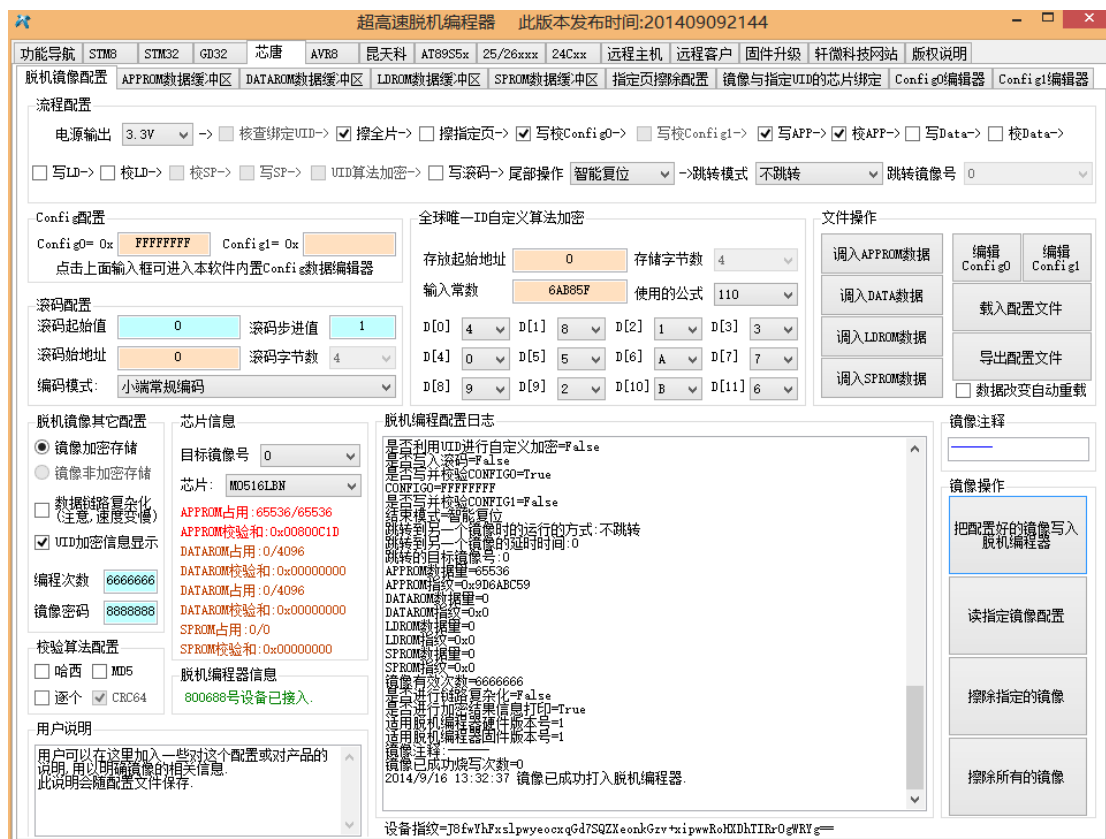 超高速脱机编程器 此版本发布时间:201409092144
功能导航 STM8 STM32 GD32 芯唐 AVR8 昆天科 AT89S5x 25/26xxx 24Cxx 远程主机 远程客户 固件升级 轩微科技网站 版权说明
脱机镜像配置 APPROM数据缓冲区 DATAROM数据缓冲区 LDROM数据缓冲区 SPROM数据缓冲区 指定页擦除配置 镜像与指定UID的芯片绑定 Config0编辑器 Config1编辑器
流程配置
电源输出 3.3V -> 核查绑定UID-> 擦全片-> 擦指定页-> 写校Config0-> 写校Config1-> 写APP-> 校APP-> 写Data-> 校Data->
写LD-> 校LD-> 校SP-> 写SP-> UID算法加密-> 写滚码-> 尾部操作 智能复位 ->跳转模式 不跳转 跳转镜像号 0
Config配置
Config0= 0x FFFFFFFF Config1= 0x
点击上面输入框可进入本软件内置Config数据编辑器
滚码配置
滚码起始值 0 滚码步进值 1
滚码始地址 0 滚码字节数 4
编码模式: 小端常规编码
全球唯一ID自定义算法加密
存放起始地址 0 存储字节数 4
输入常数 6AB85F 使用的公式 110
D[0] 4 D[1] 8 D[2] 1 D[3] 3
D[4] 0 D[5] 5 D[6] A D[7] 7
D[8] 9 D[9] 2 D[10] B D[11] 6
文件操作
调入APPROM数据
调入DATA数据
调入LDROM数据
调入SPROM数据
编辑
Config0
编辑
Config1
载入配置文件
导出配置文件
数据改变自动重载
脱机镜像其它配置
镜像加密存储
镜像非加密存储
数据链路复杂化
(注意,速度变慢)
UID加密信息显示
编程次数 6666666
镜像密码 8888888
校验算法配置
哈西 MD5
逐个 CRC64
芯片信息
目标镜像号 0
芯片: M0516LBN
APPROM占用:65536/65536
APPROM校验和:0x00800C1D
DATAROM占用:0/4096
DATAROM校验和:0x00000000
DATAROM占用:0/4096
DATAROM校验和:0x00000000
SPROM占用:0/0
SPROM校验和:0x00000000
脱机编程器信息
800688号设备已接入.
用户说明
用户可以在这里加入一些对这个配置或对产品的
说明,用以明确镜像的相关信息.
此说明会随配置文件保存.
脱机编程配置日志
是否利用UID进行自定义加密=False
是否写入滚码=False
是否写并校验CONFIG0=True
CONFIG0=FFFFFFFF
是否写并校验CONFIG1=False
结束模式=智能复位
跳转到另一个镜像时的运行的方式:不跳转
跳转到另一个镜像的延时时间:0
跳转的目标镜像号:0
APPROM数据量=65536
APPROM指纹=0x9D6ABC59
DATAROM数据量=0
DATAROM指纹=0x0
LDROM数据量=0
LDROM指纹=0x0
SPROM数据量=0
SPROM指纹=0x0
镜像有效次数=6666666
是否进行链路复杂化=False
是否进行加密结果信息打印=True
适用脱机编程器硬件版本号=1
适用脱机编程器固件版本号=1
镜像注释:————
镜像已成功烧写次数=0
2014/9/16 13:32:37 镜像已成功打入脱机编程器.
设备指纹=J8fwYhFxslpwyeocxqGd7SQZXeonkGzv+xipwwRoHXDhTIRrOgWRYg==
镜像注释
————
镜像操作
把配置好的镜像写入
脱机编程器
读指定镜像配置
擦除指定的镜像
擦除所有的镜像